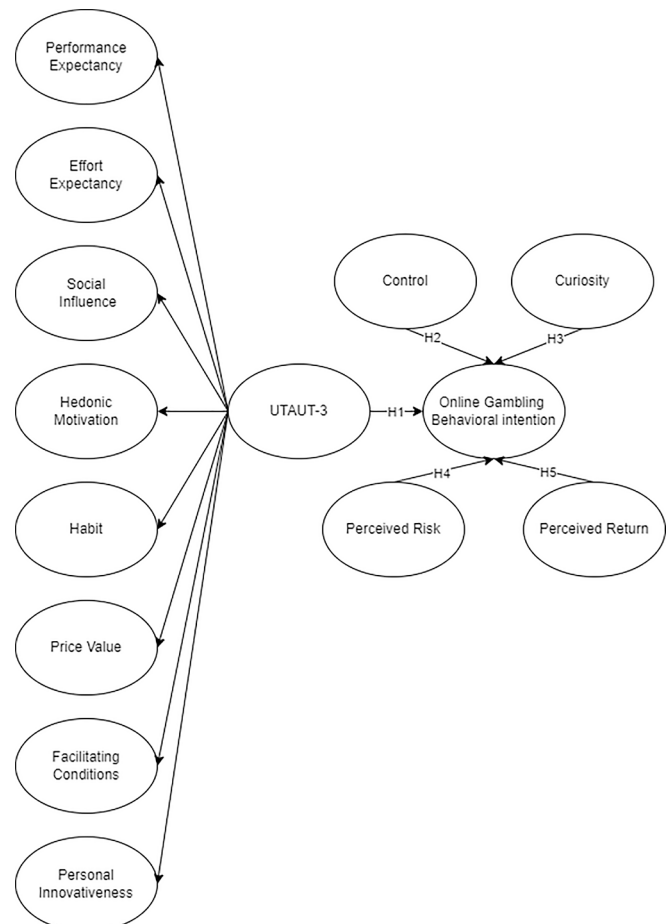 Performance
Expectancy
Effort
Expectancy
Social
Influence
Hedonic
Motivation
Habit
Price Value
Facilitating
Conditions
Personal
Innovativeness
UTAUT-3
H1
Control
Curiosity
H2
H3
Online Gambling
Behavioral intention
H4
H5
Perceived Risk
Perceived Return